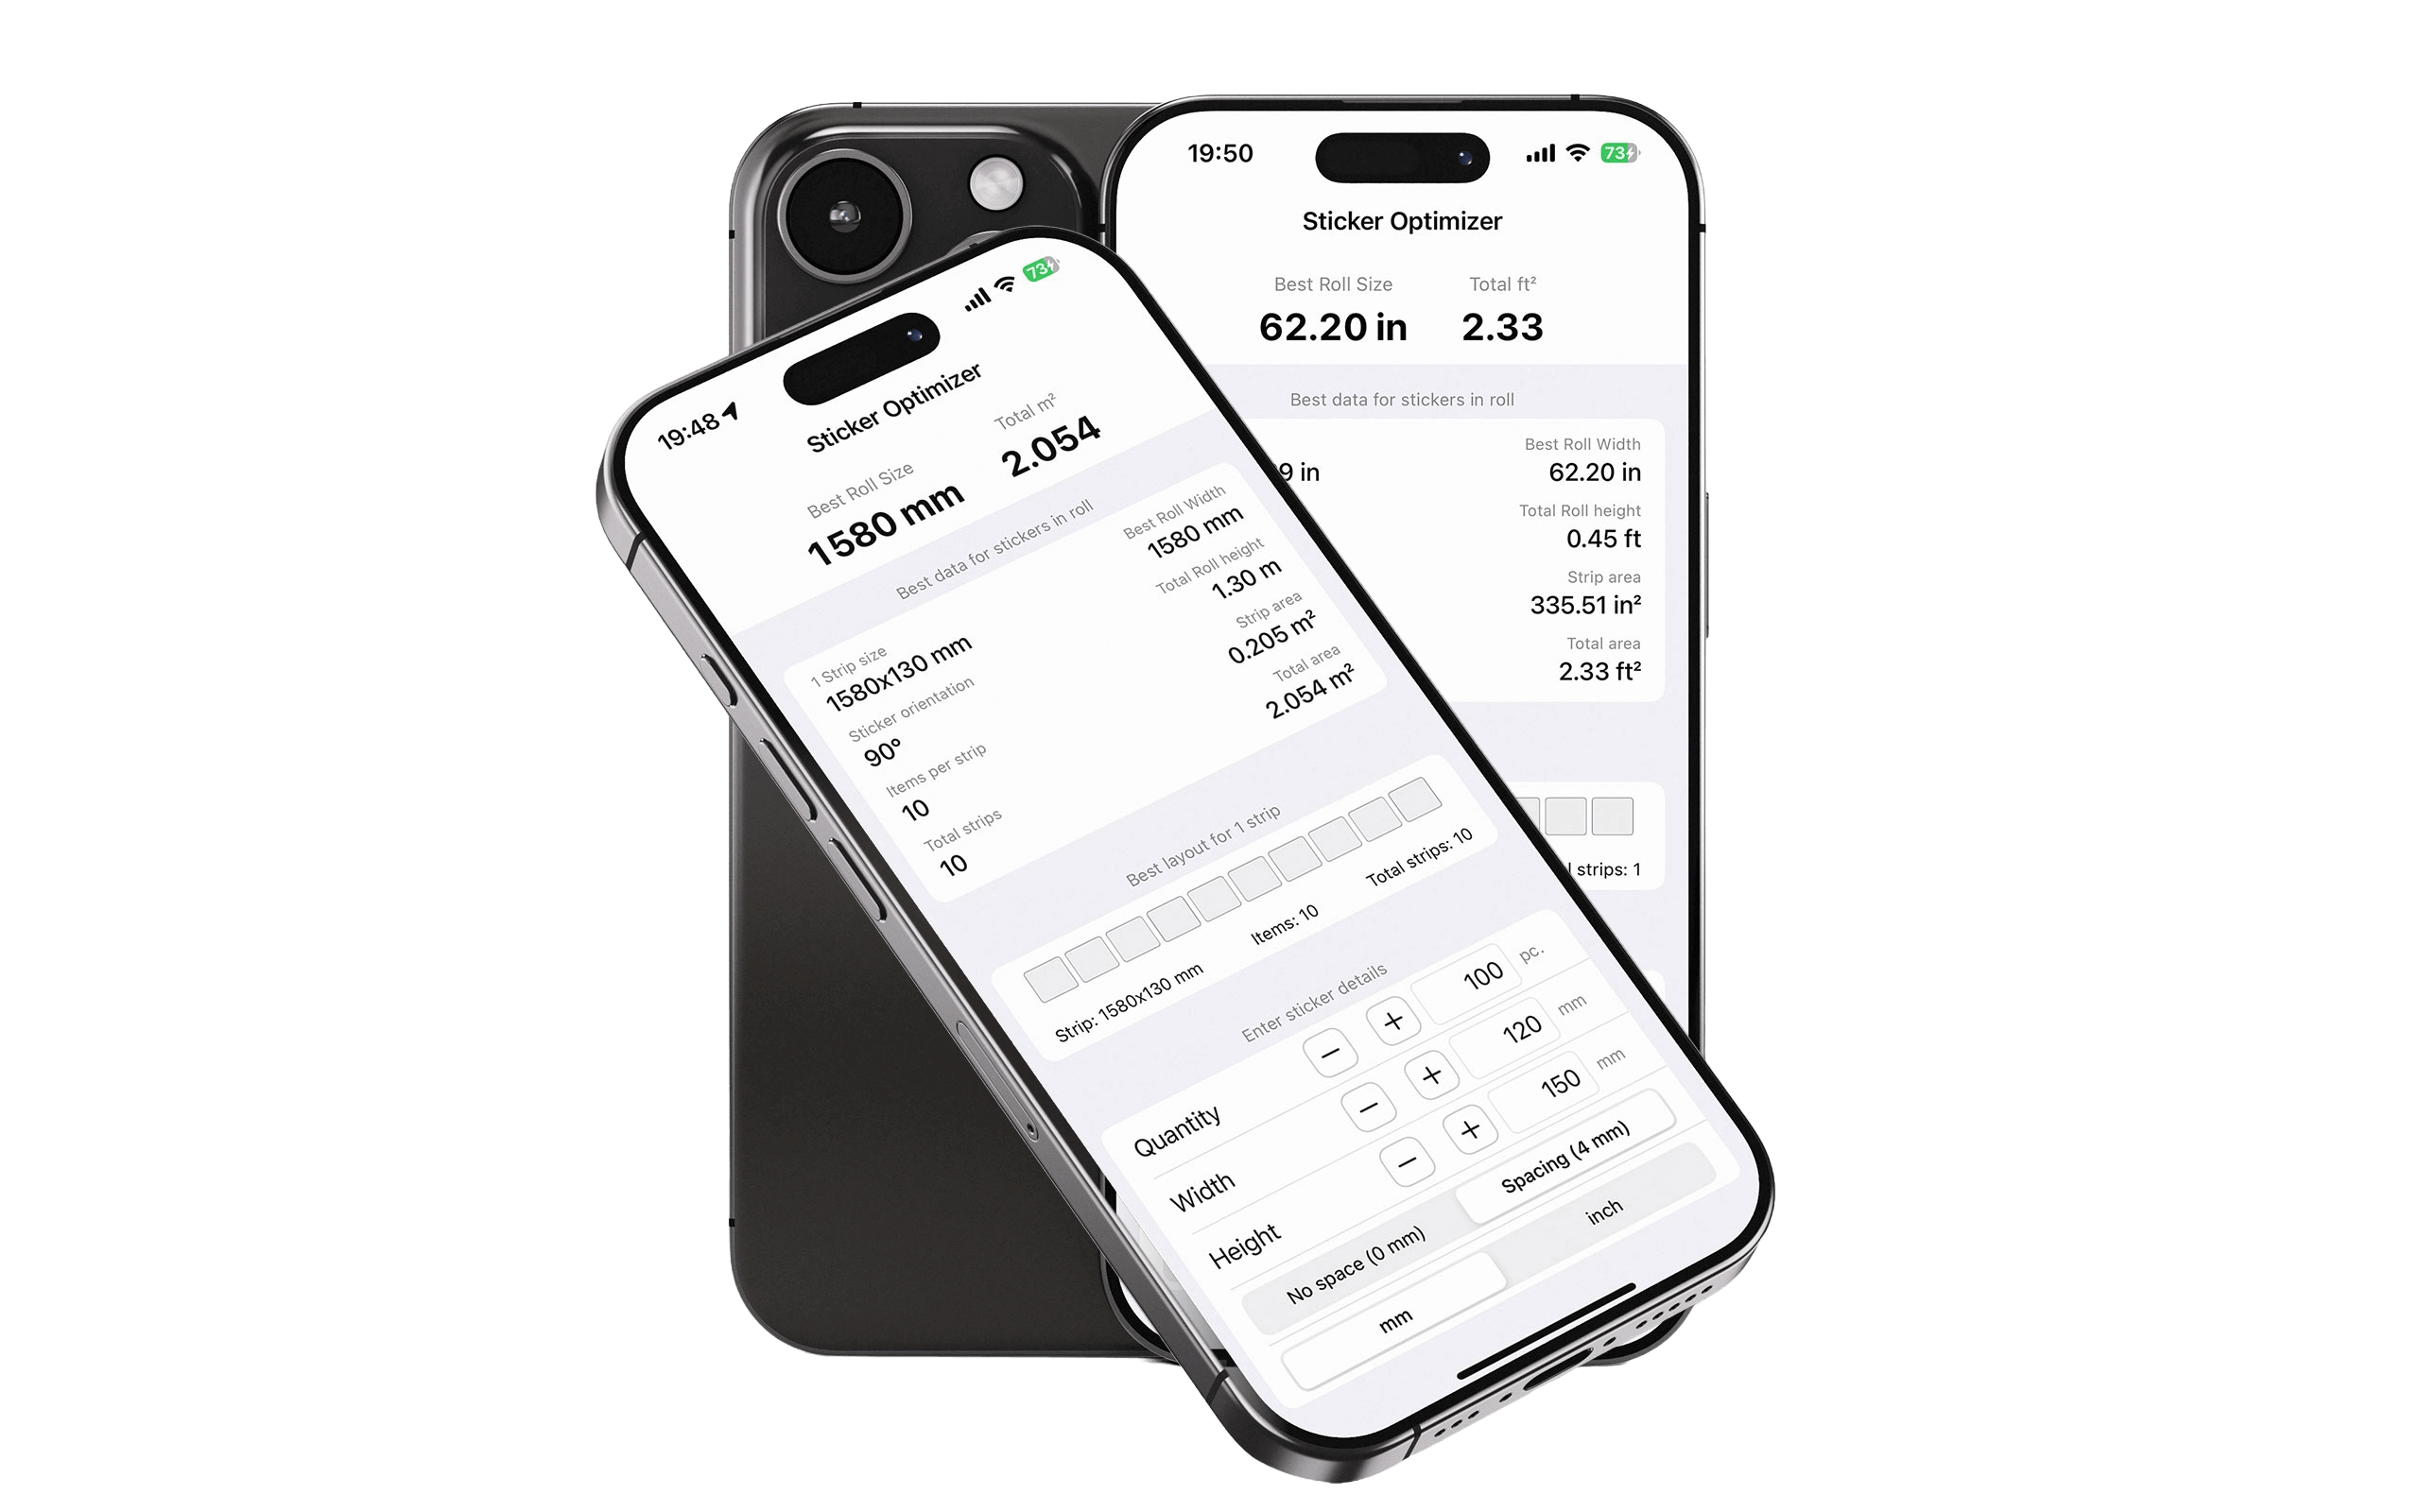 19:48
73
Sticker Optimizer
Best Roll Size
1580 mm
Total m²
2.054
Best data for stickers in roll
1 Strip size
1580x130 mm
Best Roll Width
1580 mm
Sticker orientation
90°
Total Roll height
1.30 m
Items per strip
10
Strip area
0.205 m²
Total strips
10
Total area
2.054 m²
Best layout for 1 strip
Strip: 1580x130 mm
Items: 10
Total strips: 10
Enter sticker details
Quantity
100
pc.
Width
120
mm
Height
150
mm
No space (0 mm)
Spacing (4 mm)
mm
inch
19:50
73
Sticker Optimizer
Best Roll Size
62.20 in
Total ft²
2.33
Best data for stickers in roll
9 in
Best Roll Width
62.20 in
Total Roll height
0.45 ft
Strip area
335.51 in²
Total area
2.33 ft²
strips: 1